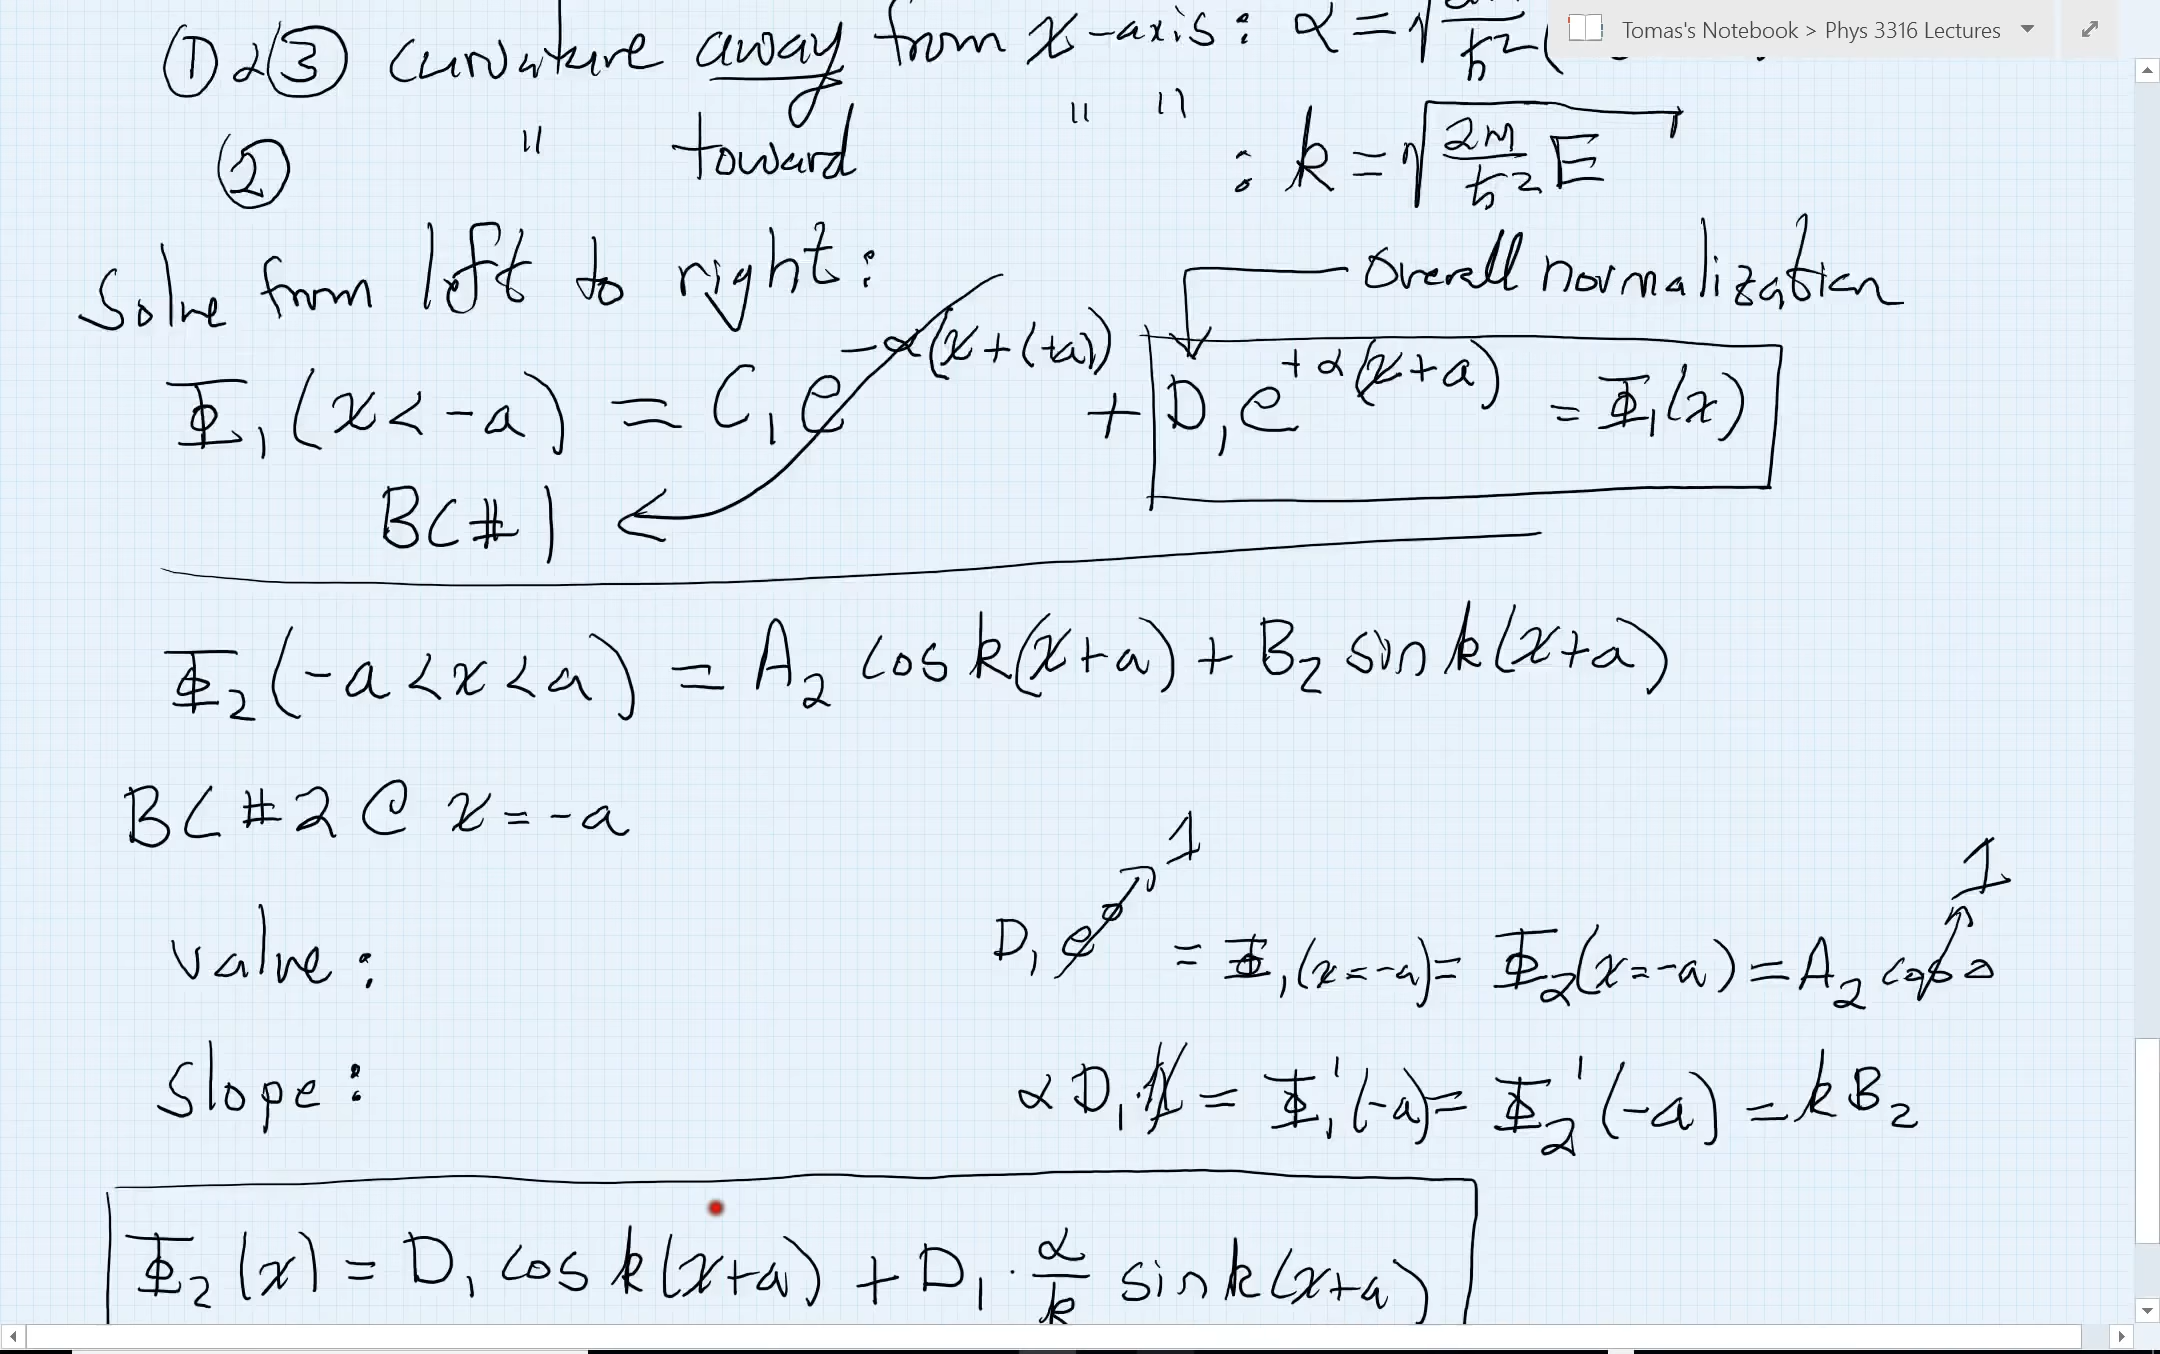 Tomas's Notebook > Phys 3316 Lectures
① & ③ curvature away from x-axis: α = √ /ħ² (
② " toward " " : k = √(2m/ħ² E)
Solve from left to right:
Overall normalization
Φ₁(x < -a) = C₁ e^(-α(x+(+a))) + D₁ e^(+α(x+a)) = Φ₁(x)
BC #1
Φ₂(-a < x < a) = A₂ cos k(x+a) + B₂ sin k(x+a)
BC #2 @ x = -a
1 1
value: D₁ e⁰ = Φ₁(x=-a) = Φ₂(x=-a) = A₂ cos 0
Slope: α D₁ · 1 = Φ₁'(-a) = Φ₂'(-a) = k B₂
Φ₂(x) = D₁ cos k(x+a) + D₁ · α/k sin k(x+a)